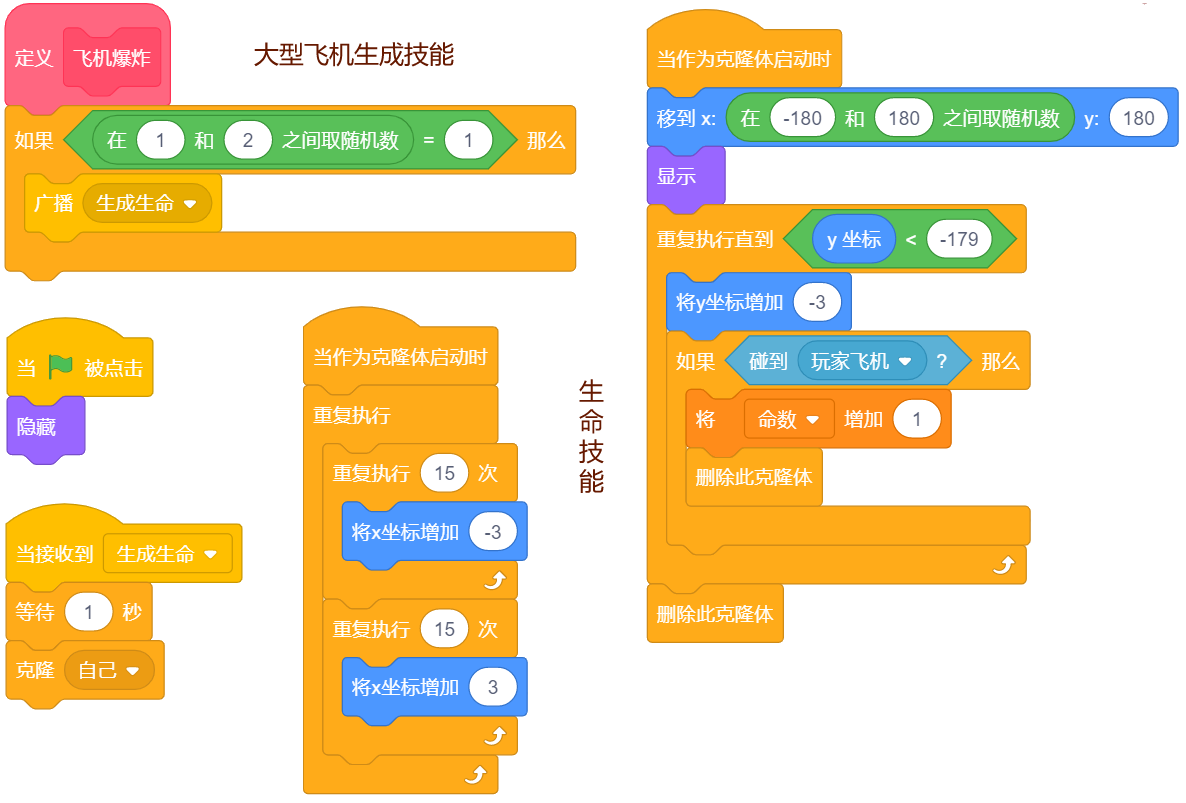 定义 飞机爆炸
大型飞机生成技能
如果 在 1 和 2 之间取随机数 = 1 那么
广播 生成生命
当 被点击
隐藏
当接收到 生成生命
等待 1 秒
克隆 自己
当作为克隆体启动时
重复执行
重复执行 15 次
将x坐标增加 -3
重复执行 15 次
将x坐标增加 3
生命技能
当作为克隆体启动时
移到 x: 在 -180 和 180 之间取随机数 y: 180
显示
重复执行直到 y 坐标 < -179
将y坐标增加 -3
如果 碰到 玩家飞机 ? 那么
将 命数 增加 1
删除此克隆体
删除此克隆体